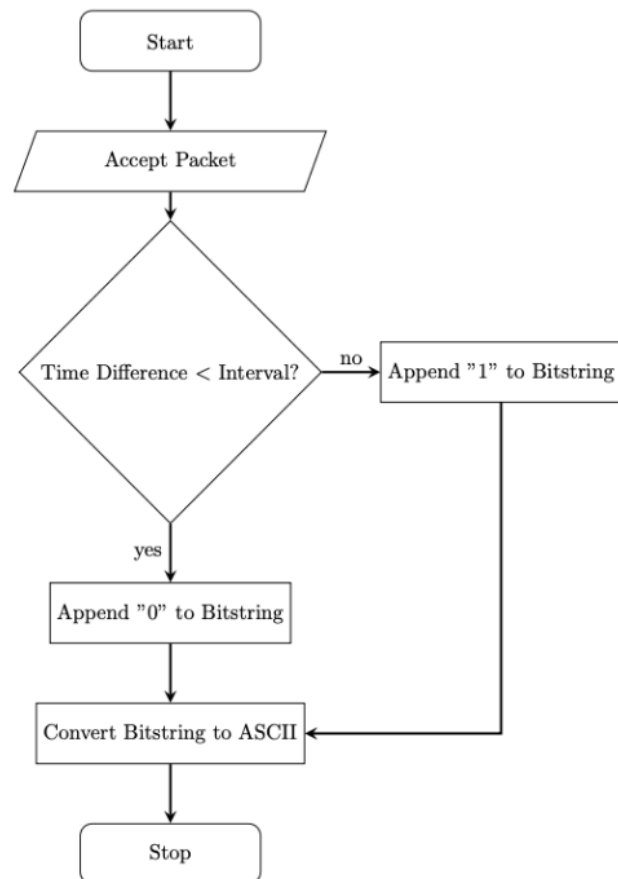 Start
Accept Packet
Time Difference < Interval?
no
Append ”1” to Bitstring
yes
Append ”0” to Bitstring
Convert Bitstring to ASCII
Stop